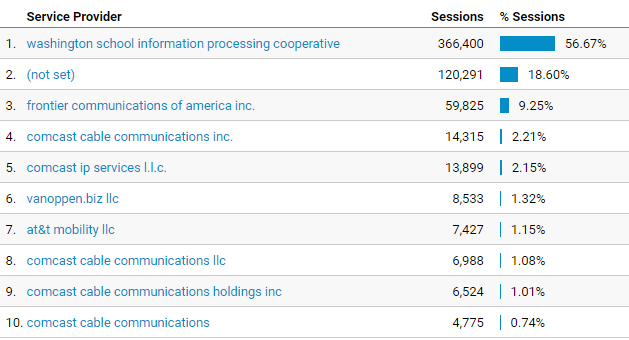 Service Provider Sessions % Sessions
1. washington school information processing cooperative 366,400 56.67%
2. (not set) 120,291 18.60%
3. frontier communications of america inc. 59,825 9.25%
4. comcast cable communications inc. 14,315 2.21%
5. comcast ip services l.l.c. 13,899 2.15%
6. vanoppen.biz llc 8,533 1.32%
7. at&t mobility llc 7,427 1.15%
8. comcast cable communications llc 6,988 1.08%
9. comcast cable communications holdings inc 6,524 1.01%
10. comcast cable communications 4,775 0.74%